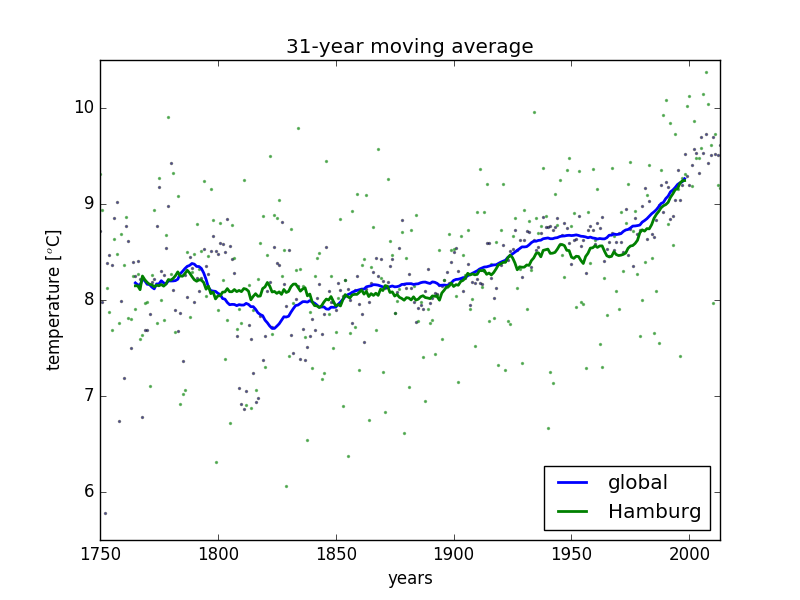 31-year moving average
temperature [°C]
10
9
8
7
6
1750 1800 1850 1900 1950 2000
years
global
Hamburg